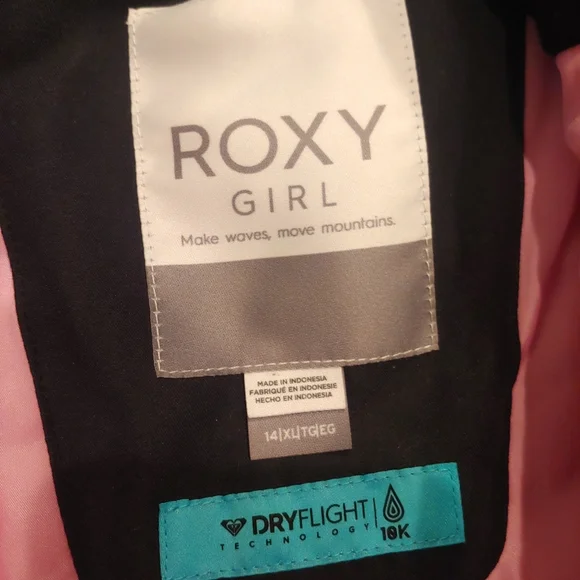 ROXY
GIRL
Make waves, move mountains.
MADE IN INDONESIA
FABRIQUÉ EN INDONESIE
HECHO EN INDONESIA
14|XL|TG|EG
DRYFLIGHT
TECHNOLOGY
10K